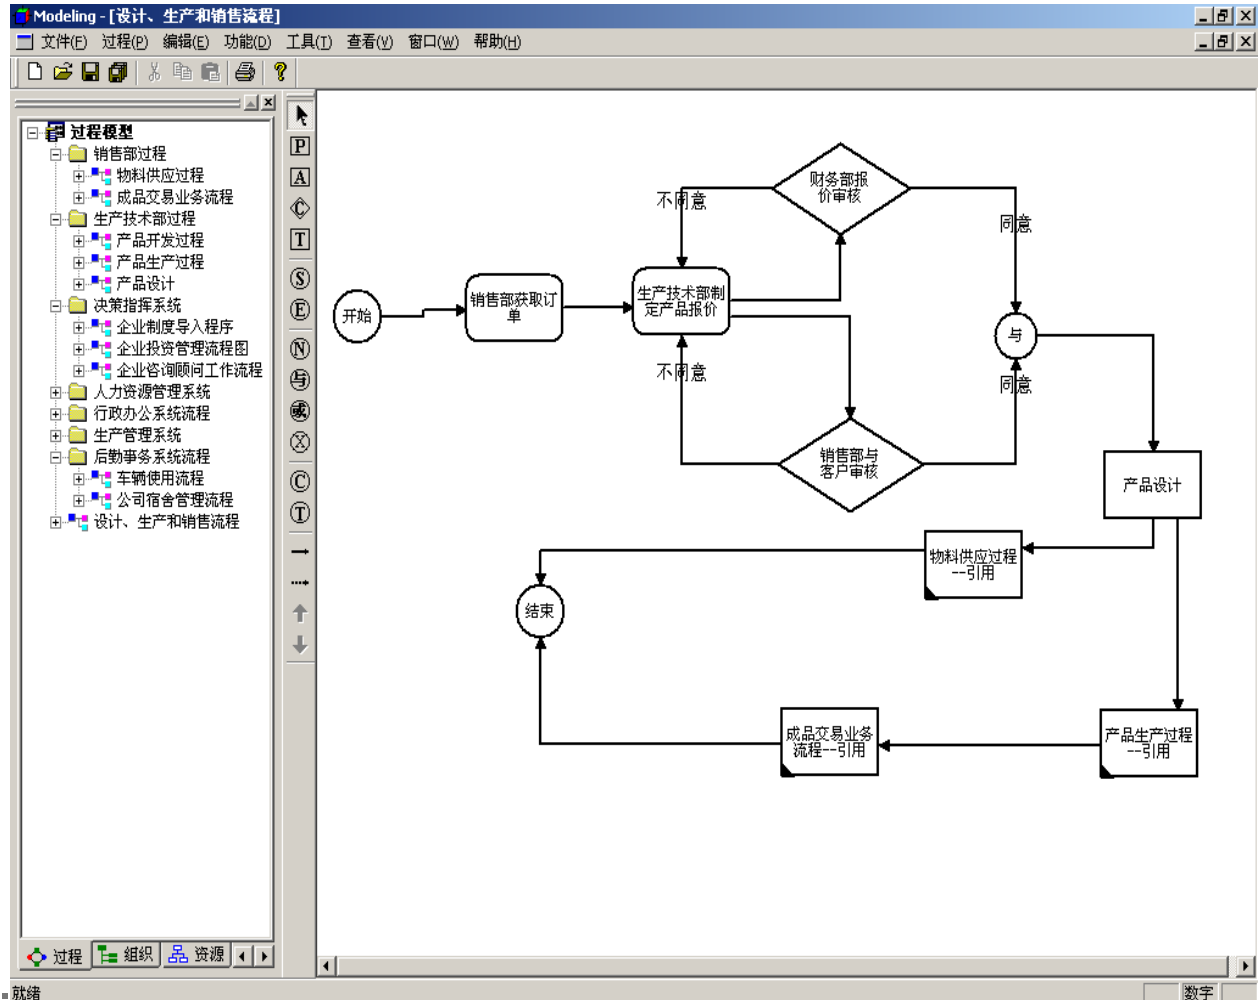 Modeling - [设计、生产和销售流程]
文件(F) 过程(P) 编辑(E) 功能(D) 工具(T) 查看(V) 窗口(W) 帮助(H)
过程模型
销售部过程
物料供应过程
成品交易业务流程
生产技术部过程
产品开发过程
产品生产过程
产品设计
决策指挥系统
企业制度导入程序
企业投资管理流程图
企业咨询顾问工作流程
人力资源管理系统
行政办公系统流程
生产管理系统
后勤事务系统流程
车辆使用流程
公司宿舍管理流程
设计、生产和销售流程
过程 组织 资源
P
A
C
T
S
E
N
与
或
X
C
T
财务部报
价审核
不同意
同意
开始
销售部获取订
单
生产技术部制
定产品报价
与
不同意
同意
销售部与
客户审核
产品设计
物料供应过程
--引用
结束
成品交易业务
流程--引用
产品生产过程
--引用
就绪
数字